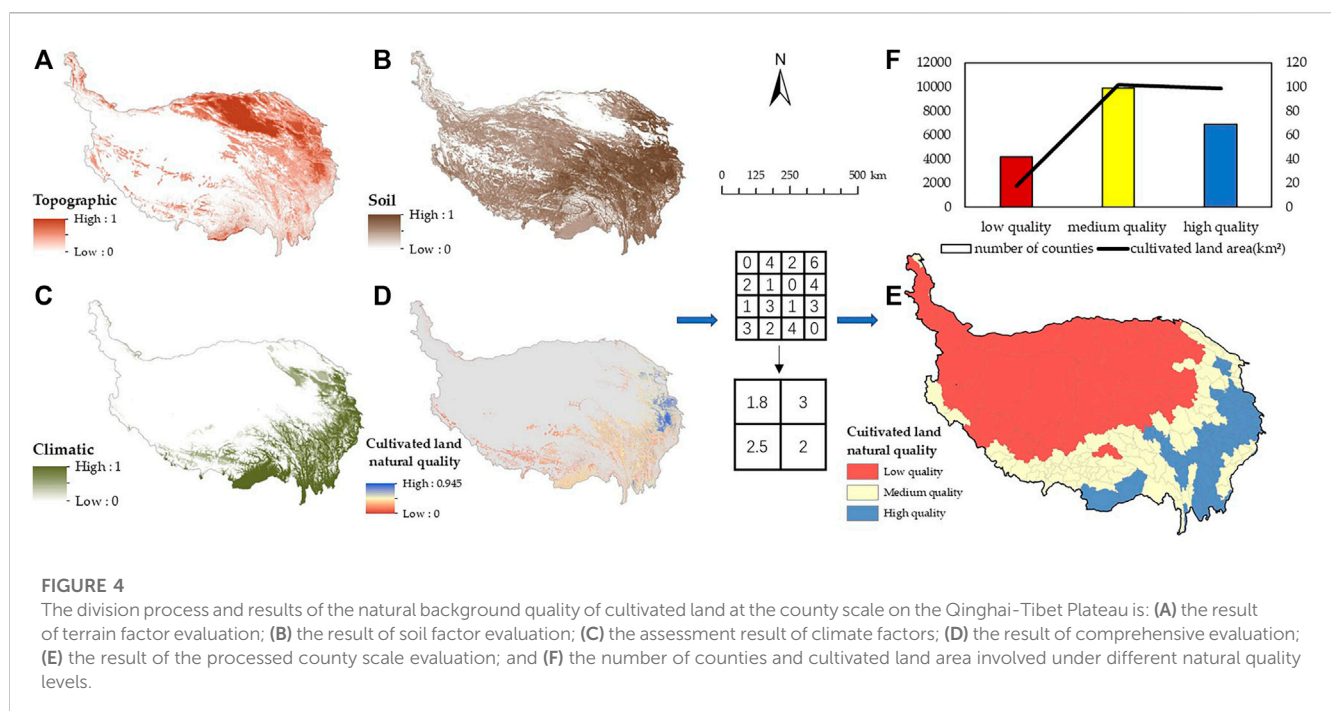 A
Topographic
High : 1
Low : 0
B
Soil
High : 1
Low : 0
N
0 125 250 500 km
F
12000 120
10000 100
8000 80
6000 60
4000 40
2000 20
0 0
low quality medium quality high quality
number of counties cultivated land area(km²)
C
Climatic
High : 1
Low : 0
D
Cultivated land
natural quality
High : 0.945
Low : 0
0 4 2 6
2 1 0 4
1 3 1 3
3 2 4 0
1.8 3
2.5 2
E
Cuitivated land
natural quality
Low quality
Medium quality
High quality
FIGURE 4
The division process and results of the natural background quality of cultivated land at the county scale on the Qinghai-Tibet Plateau is: (A) the result
of terrain factor evaluation; (B) the result of soil factor evaluation; (C) the assessment result of climate factors; (D) the result of comprehensive evaluation;
(E) the result of the processed county scale evaluation; and (F) the number of counties and cultivated land area involved under different natural quality
levels.